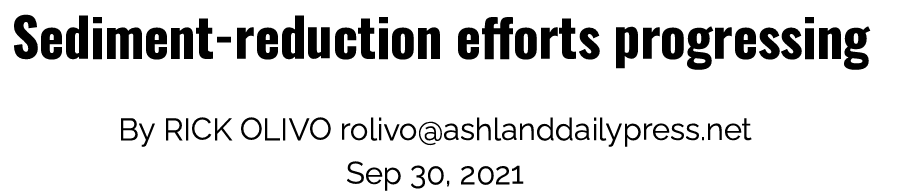 Sediment-reduction efforts progressing
By RICK OLIVO rolivo@ashlanddailypress.net
Sep 30, 2021